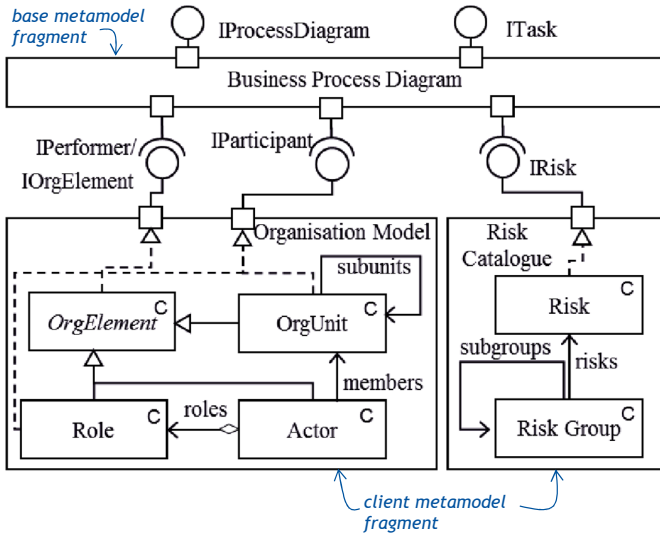 base metamodel
fragment
IProcessDiagram
ITask
Business Process Diagram
IPerformer/
IOrgElement
IParticipant
IRisk
Organisation Model
subunits
OrgElement
C
OrgUnit
C
members
Role
C
roles
Actor
C
Risk
Catalogue
Risk
C
subgroups
risks
Risk Group
C
client metamodel
fragment